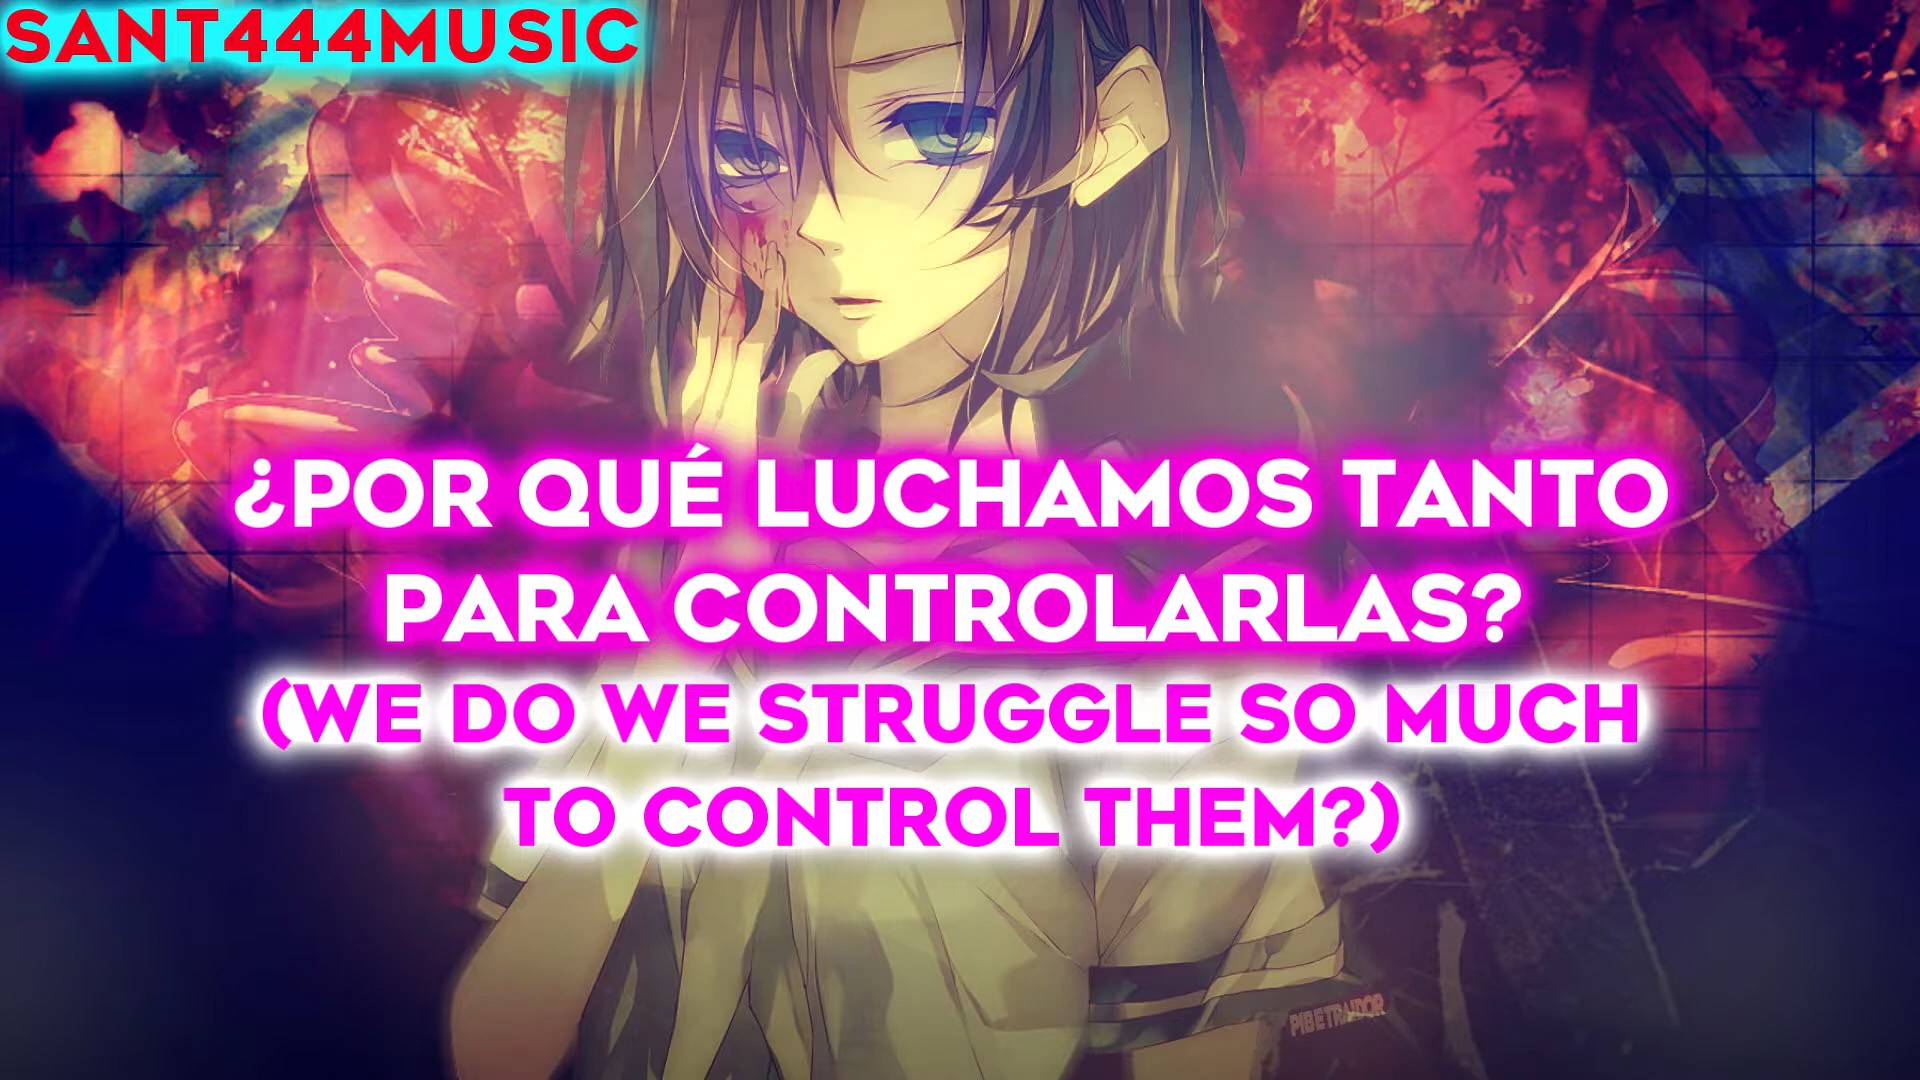 SANT444MUSIC
¿POR QUÉ LUCHAMOS TANTO
PARA CONTROLARLAS?
(WE DO WE STRUGGLE SO MUCH
TO CONTROL THEM?)
PIBETRAIDOR